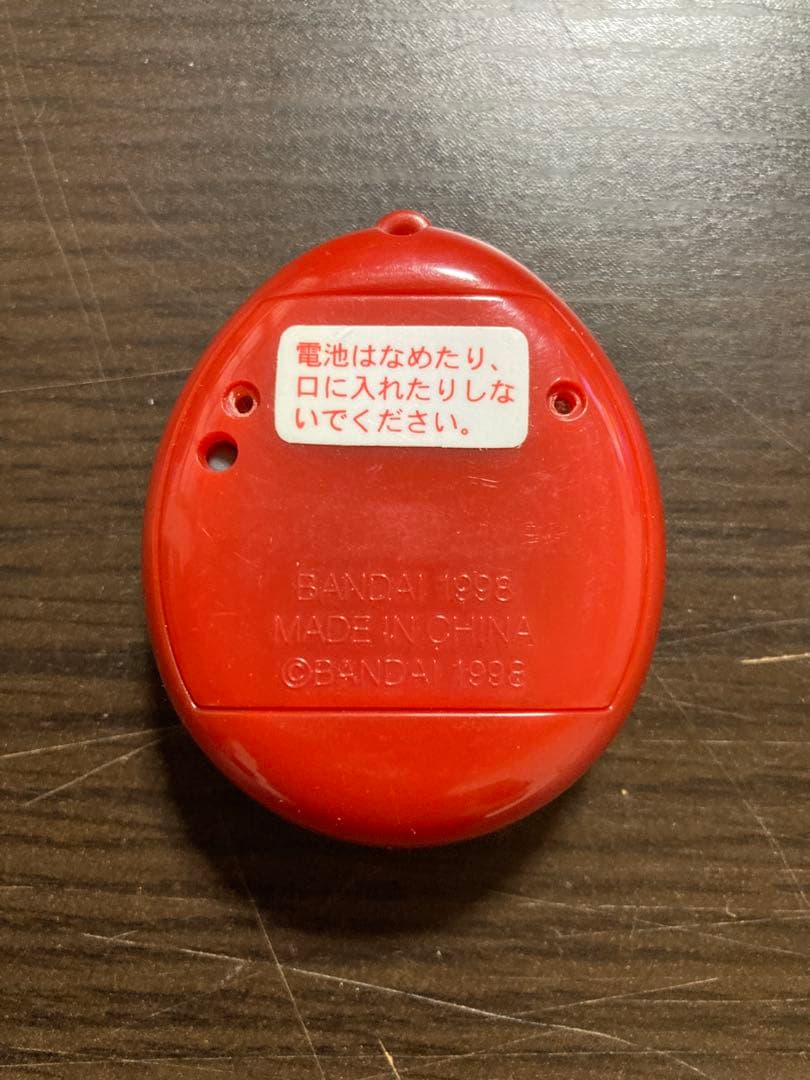 電池はなめたり、
口に入れたりしな
いでください。
BANDAI 1998
MADE IN CHINA
©BANDAI 1998